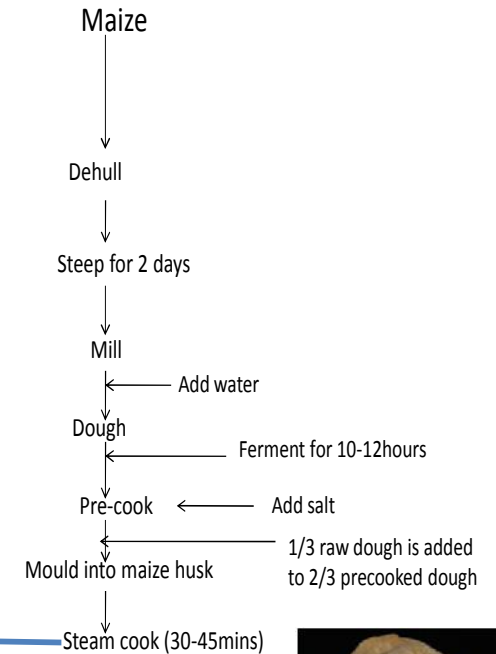 Maize
Dehull
Steep for 2 days
Mill
Add water
Dough
Ferment for 10-12hours
Pre-cook
Add salt
1/3 raw dough is added
to 2/3 precooked dough
Mould into maize husk
Steam cook (30-45mins)